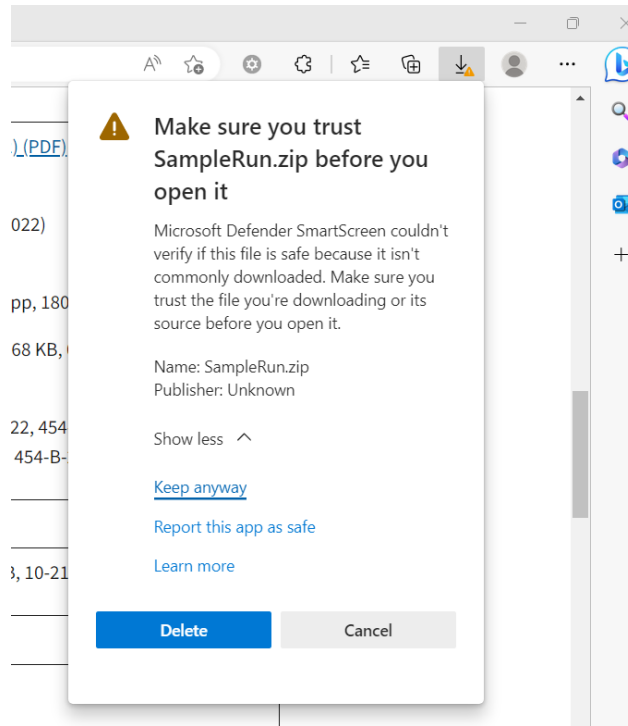 Make sure you trust
SampleRun.zip before you
open it
Microsoft Defender SmartScreen couldn't
verify if this file is safe because it isn't
commonly downloaded. Make sure you
trust the file you're downloading or its
source before you open it.
Name: SampleRun.zip
Publisher: Unknown
Show less
Keep anyway
Report this app as safe
Learn more
Delete
Cancel
.) (PDF)
022)
pp, 180
68 KB,
22, 454
454-B-
, 10-21